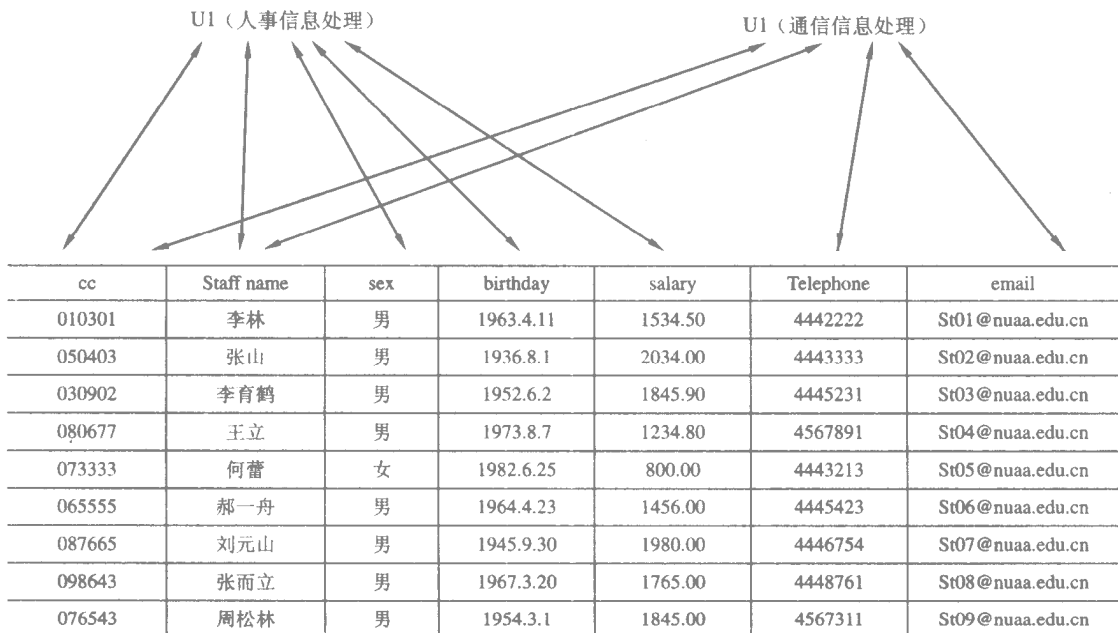 U1（人事信息处理）
U1（通信信息处理）
cc Staff name sex birthday salary Telephone email
010301 李林 男 1963.4.11 1534.50 4442222 St01@nuaa.edu.cn
050403 张山 男 1936.8.1 2034.00 4443333 St02@nuaa.edu.cn
030902 李育鹤 男 1952.6.2 1845.90 4445231 St03@nuaa.edu.cn
080677 王立 男 1973.8.7 1234.80 4567891 St04@nuaa.edu.cn
073333 何蕾 女 1982.6.25 800.00 4443213 St05@nuaa.edu.cn
065555 郝一舟 男 1964.4.23 1456.00 4445423 St06@nuaa.edu.cn
087665 刘元山 男 1945.9.30 1980.00 4446754 St07@nuaa.edu.cn
098643 张而立 男 1967.3.20 1765.00 4448761 St08@nuaa.edu.cn
076543 周松林 男 1954.3.1 1845.00 4567311 St09@nuaa.edu.cn